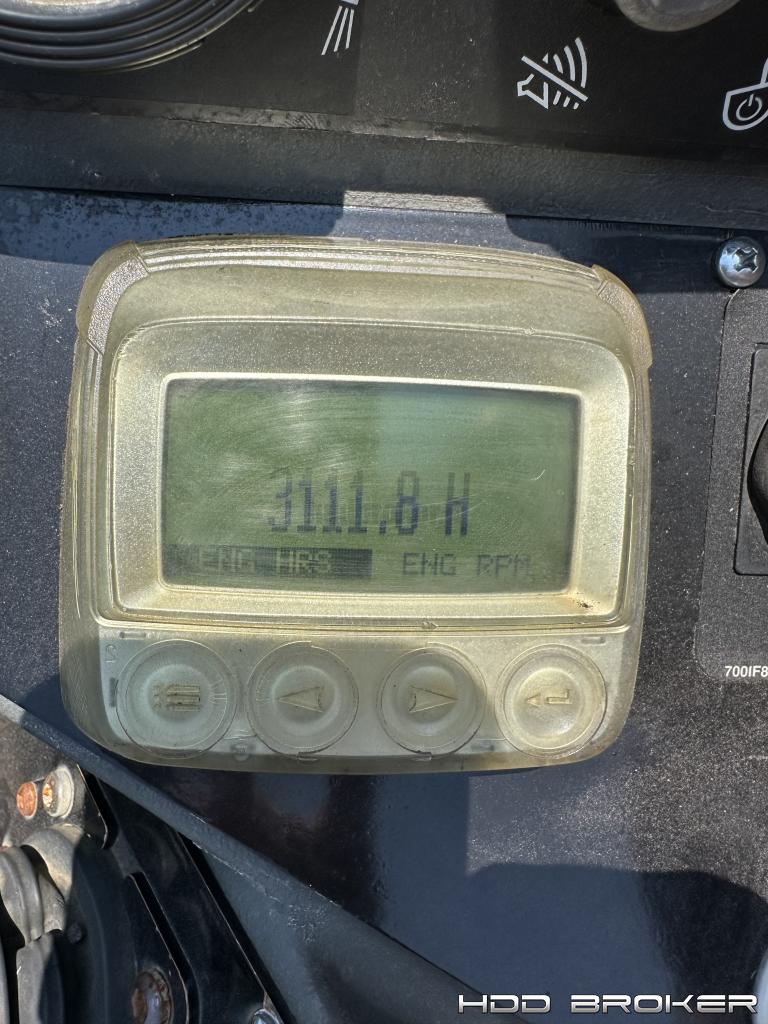 3111.8 H
ENG HRS ENG RPM
700IF8
HDD BROKER